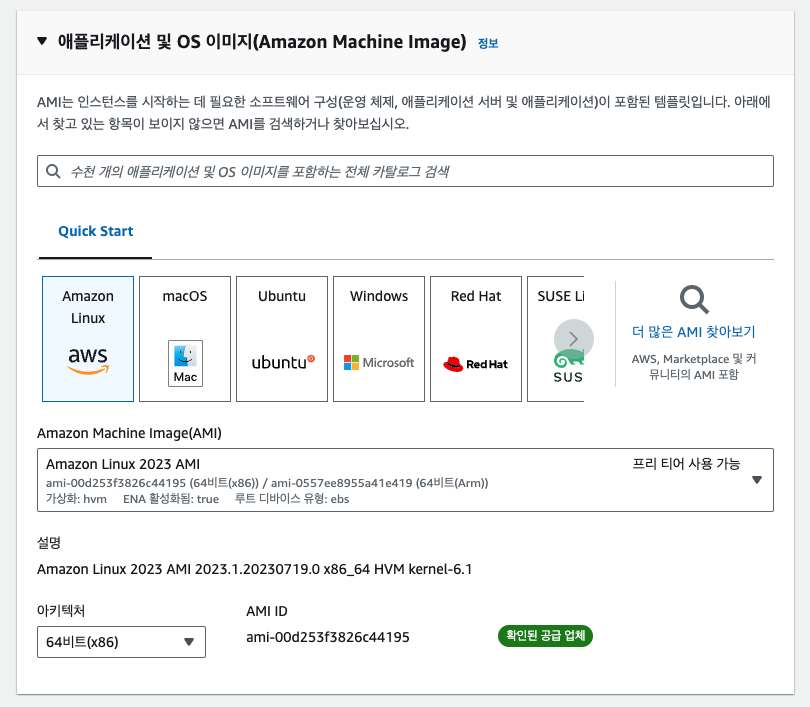 애플리케이션 및 OS 이미지(Amazon Machine Image) 정보
AMI는 인스턴스를 시작하는 데 필요한 소프트웨어 구성(운영 체제, 애플리케이션 서버 및 애플리케이션)이 포함된 템플릿입니다. 아래에
서 찾고 있는 항목이 보이지 않으면 AMI를 검색하거나 찾아보십시오.
수천 개의 애플리케이션 및 OS 이미지를 포함하는 전체 카탈로그 검색
Quick Start
Amazon
Linux
aws
macOS
Mac
Ubuntu
ubuntu
Windows
Microsoft
Red Hat
Red Hat
SUSE Li
SUS
더 많은 AMI 찾아보기
AWS, Marketplace 및 커
뮤니티의 AMI 포함
Amazon Machine Image(AMI)
Amazon Linux 2023 AMI 프리 티어 사용 가능
ami-00d253f3826c44195 (64비트(x86)) / ami-0557ee8955a41e419 (64비트(Arm))
가상화: hvm ENA 활성화됨: true 루트 디바이스 유형: ebs
설명
Amazon Linux 2023 AMI 2023.1.20230719.0 x86_64 HVM kernel-6.1
아키텍처
64비트(x86)
AMI ID
ami-00d253f3826c44195
확인된 공급 업체